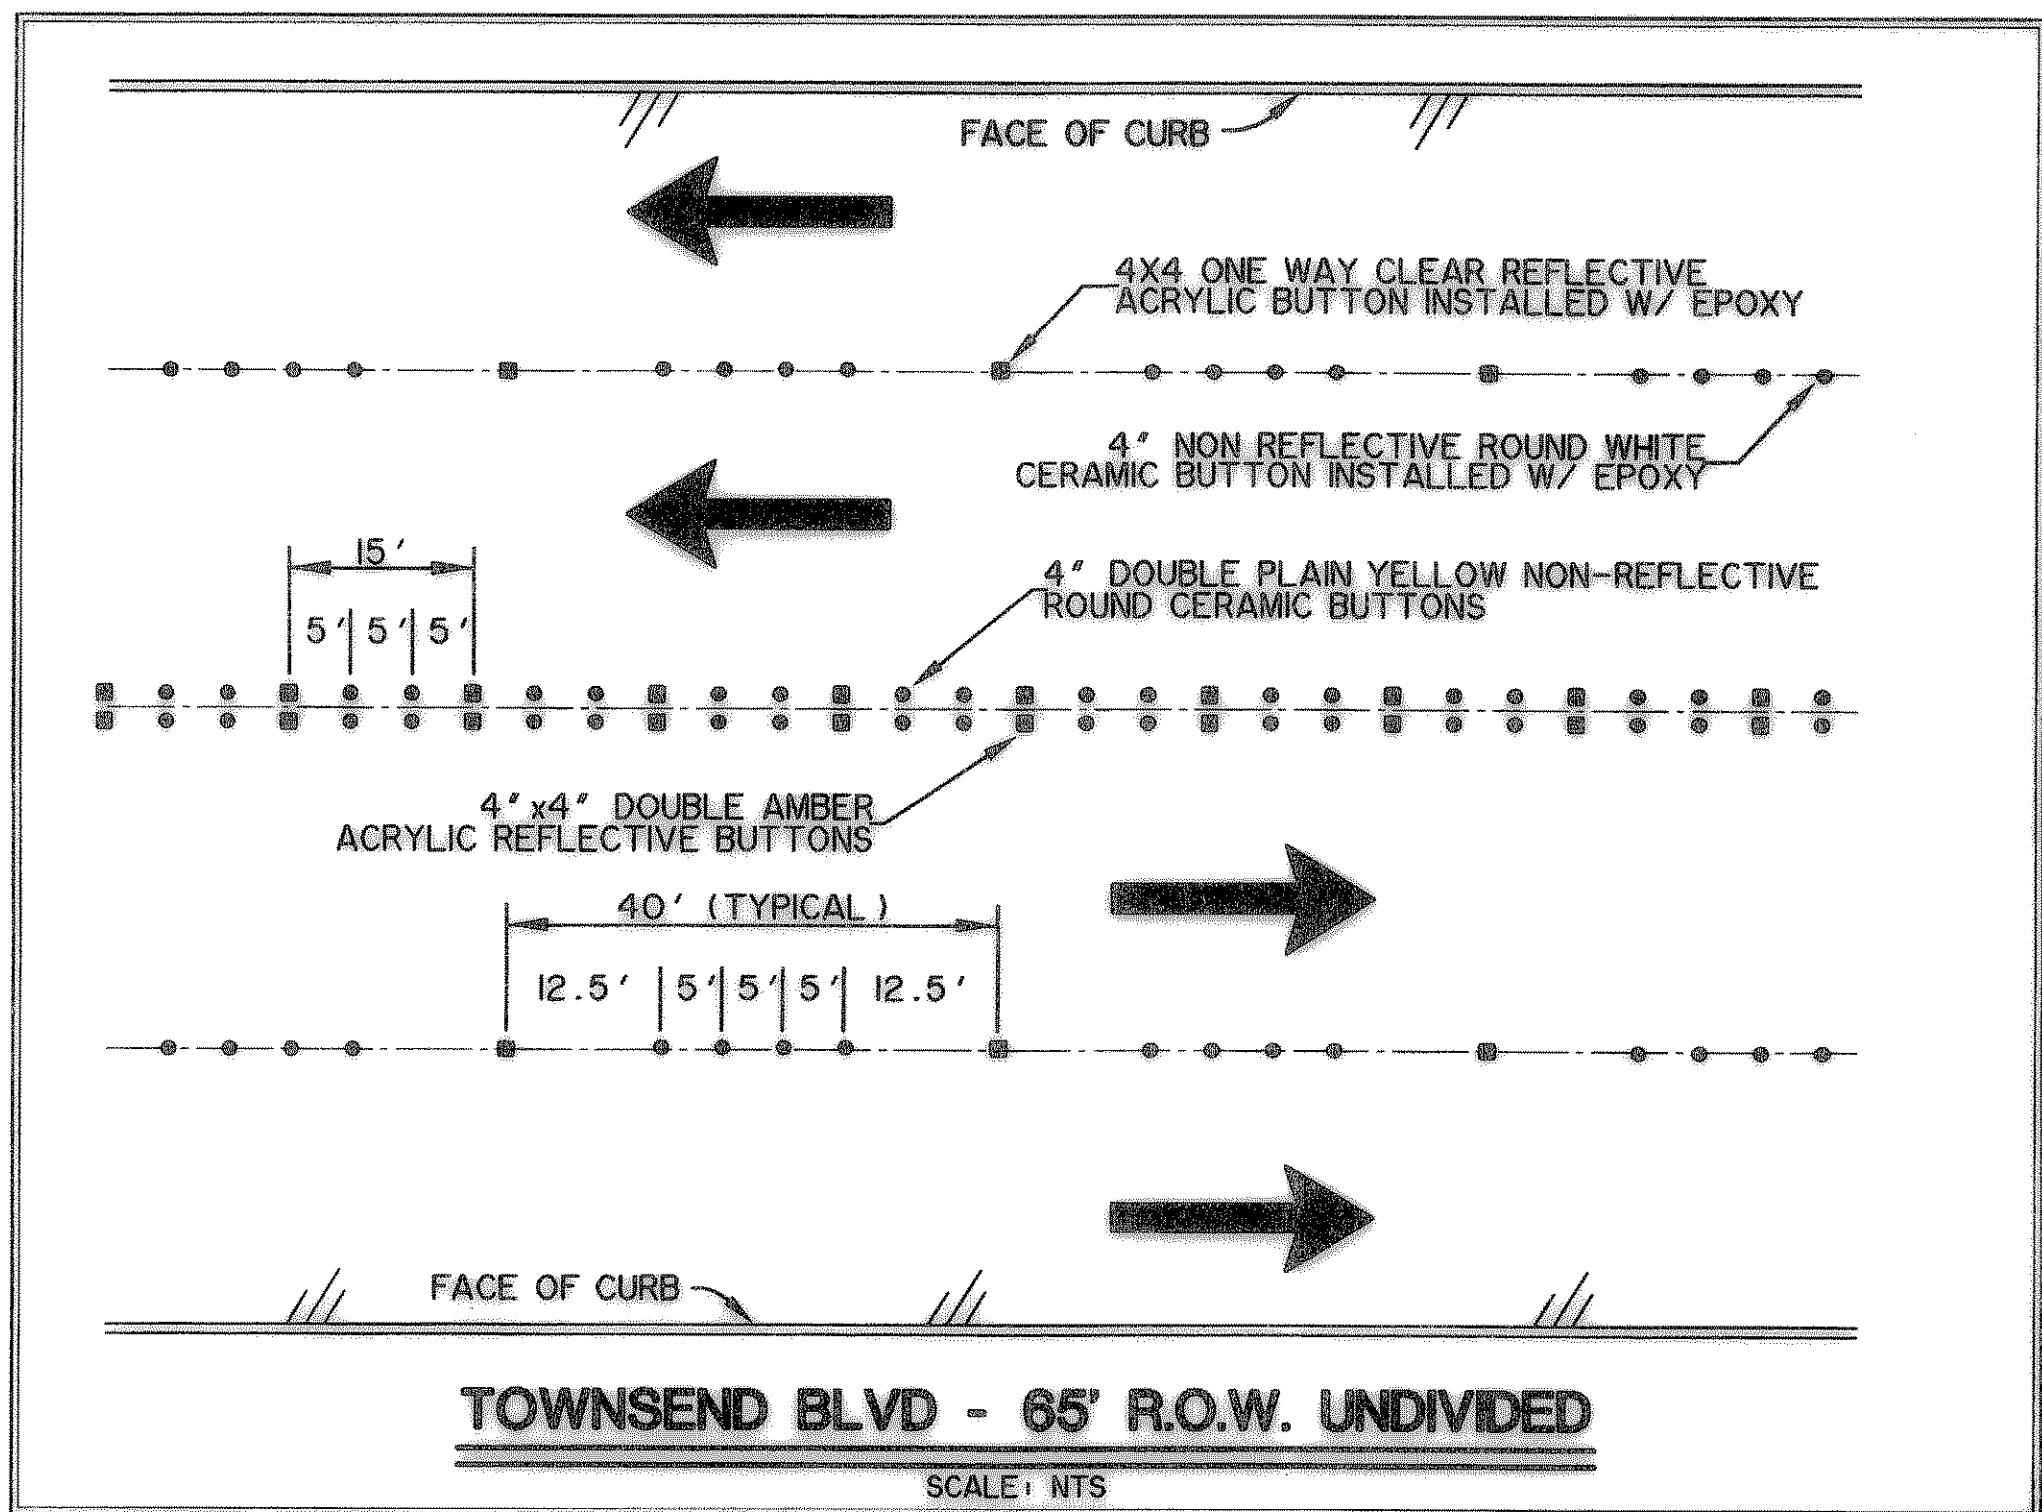 FACE OF CURB
4X4 ONE WAY CLEAR REFLECTIVE
ACRYLIC BUTTON INSTALLED W/ EPOXY
4" NON REFLECTIVE ROUND WHITE
CERAMIC BUTTON INSTALLED W/ EPOXY
15'
5' 5' 5'
4" DOUBLE PLAIN YELLOW NON-REFLECTIVE
ROUND CERAMIC BUTTONS
4"x4" DOUBLE AMBER
ACRYLIC REFLECTIVE BUTTONS
40' (TYPICAL)
12.5' 5' 5' 5' 12.5'
FACE OF CURB
TOWNSEND BLVD - 65' R.O.W. UNDIVIDED
SCALE: NTS